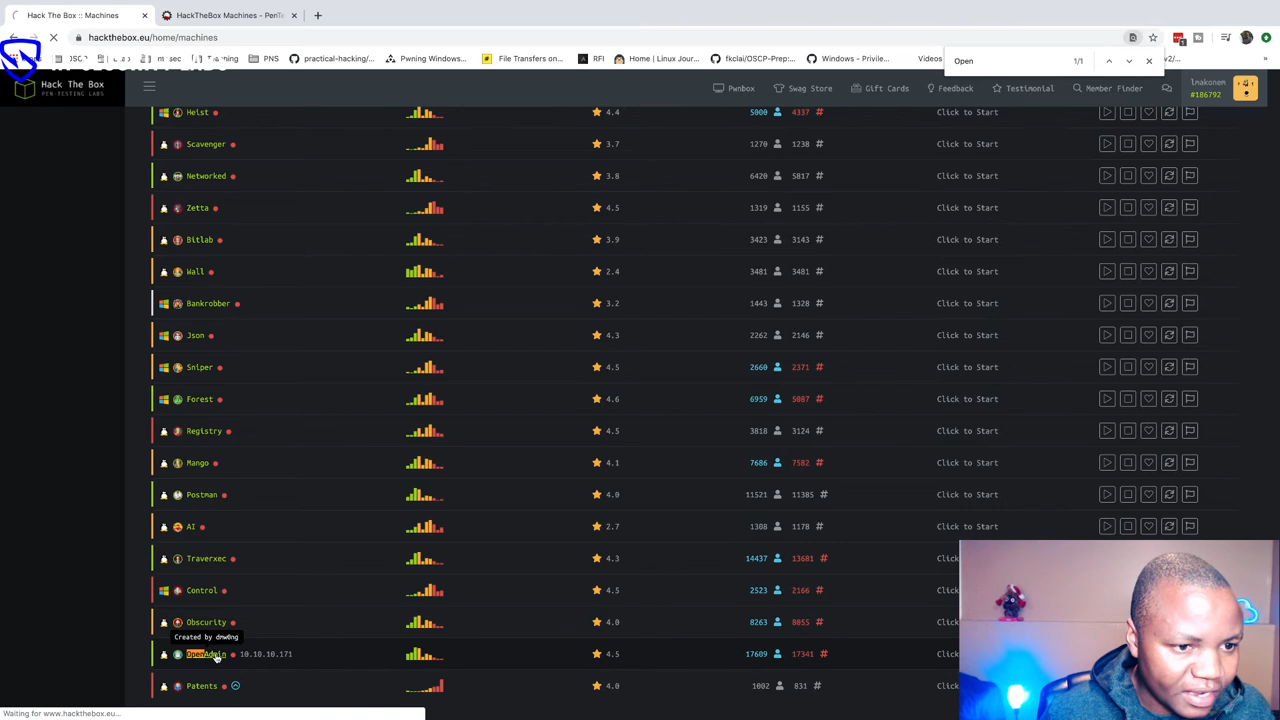 Hack The Box :: Machines
HackTheBox Machines - PenTe
hackthebox.eu/home/machines
Open
1/1
PNS
practical-hacking/...
Pwning Windows...
File Transfers on...
RFI
Home | Linux Jour...
fkclai/OSCP-Prep:...
Windows - Privile...
Videos
v2/...
Hack The Box
PEN-TESTING LABS
Pwnbox
Swag Store
Gift Cards
Feedback
Testimonial
Member Finder
lmakonem
#186792
Heist 4.4 5000 4337 Click to Start
Scavenger 3.7 1270 1238 Click to Start
Networked 3.8 6420 5817 Click to Start
Zetta 4.5 1319 1155 Click to Start
Bitlab 3.9 3423 3143 Click to Start
Wall 2.4 3481 3481 Click to Start
Bankrobber 3.2 1443 1328 Click to Start
Json 4.3 2262 2146 Click to Start
Sniper 4.5 2660 2371 Click to Start
Forest 4.6 6959 5087 Click to Start
Registry 4.5 3818 3124 Click to Start
Mango 4.1 7686 7582 Click to Start
Postman 4.0 11521 11385 Click to Start
AI 2.7 1308 1178 Click to Start
Traverxec 4.3 14437 13681
Control 4.5 2523 2166
Obscurity 4.0 8263 8055
Created by dmw0ng
OpenAdmin 10.10.10.171 4.5 17609 17341
Patents 4.0 1002 831
Waiting for www.hackthebox.eu...